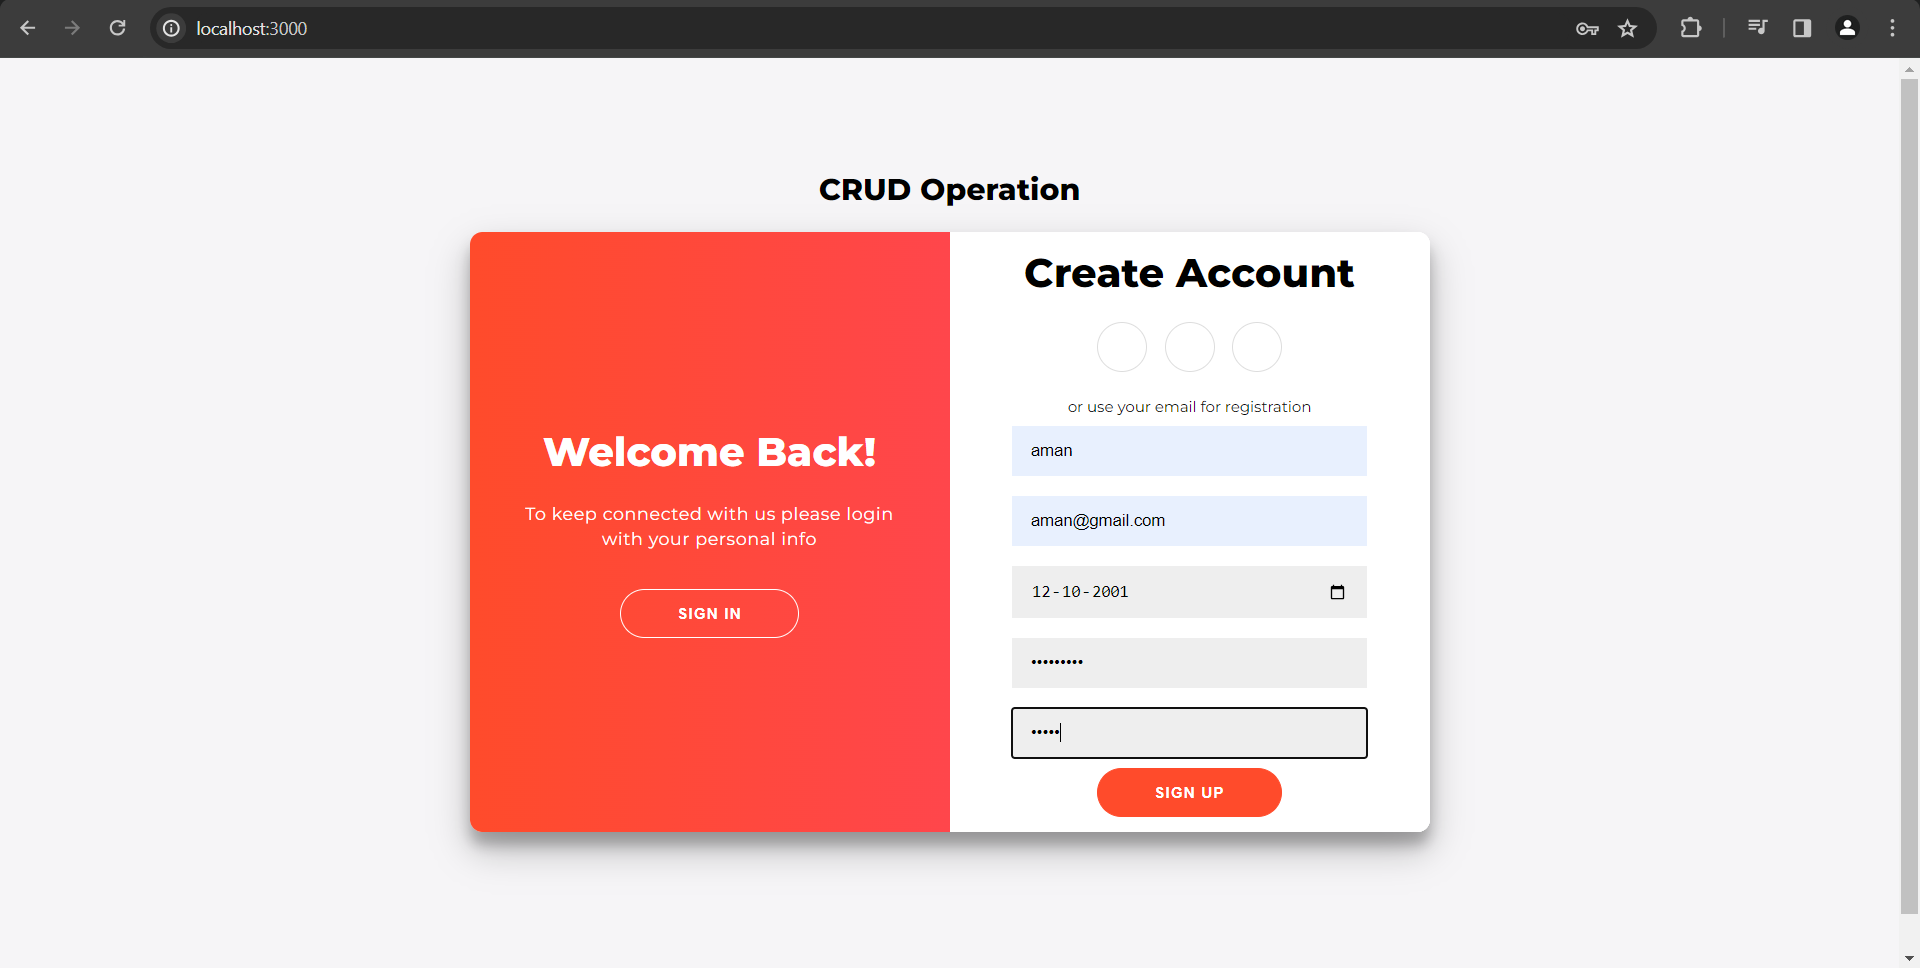 localhost:3000
CRUD Operation
Welcome Back!
To keep connected with us please login
with your personal info
SIGN IN
Create Account
or use your email for registration
aman
aman@gmail.com
12-10-2001
•••••••••
•••••
SIGN UP